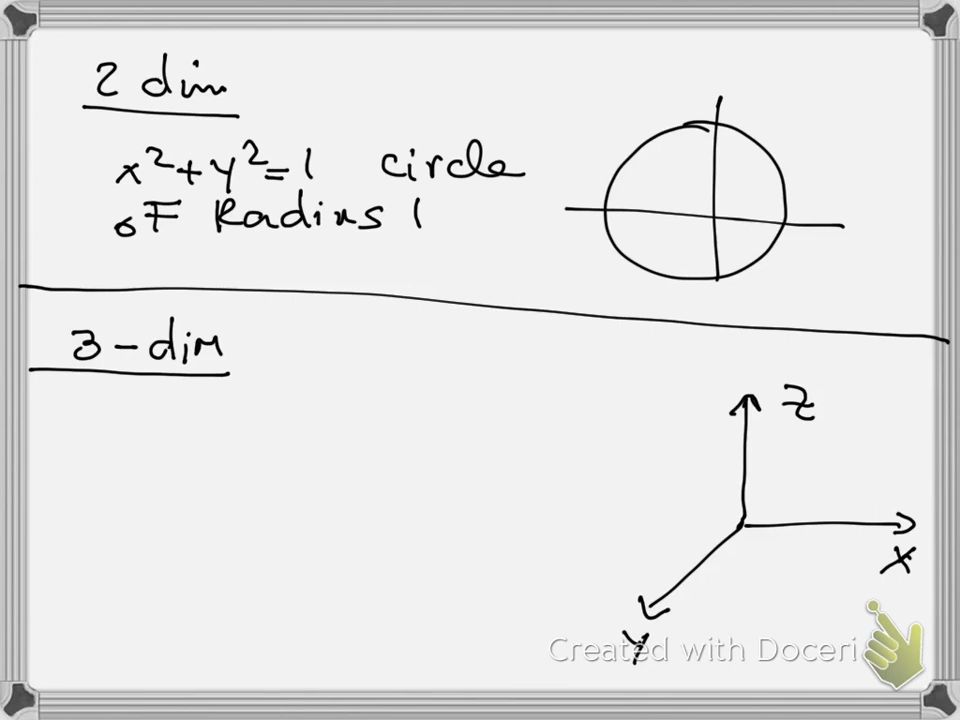 2 dim
x²+y²=1 circle
of Radius 1
3-dim
z
x
y
Created with Doceri